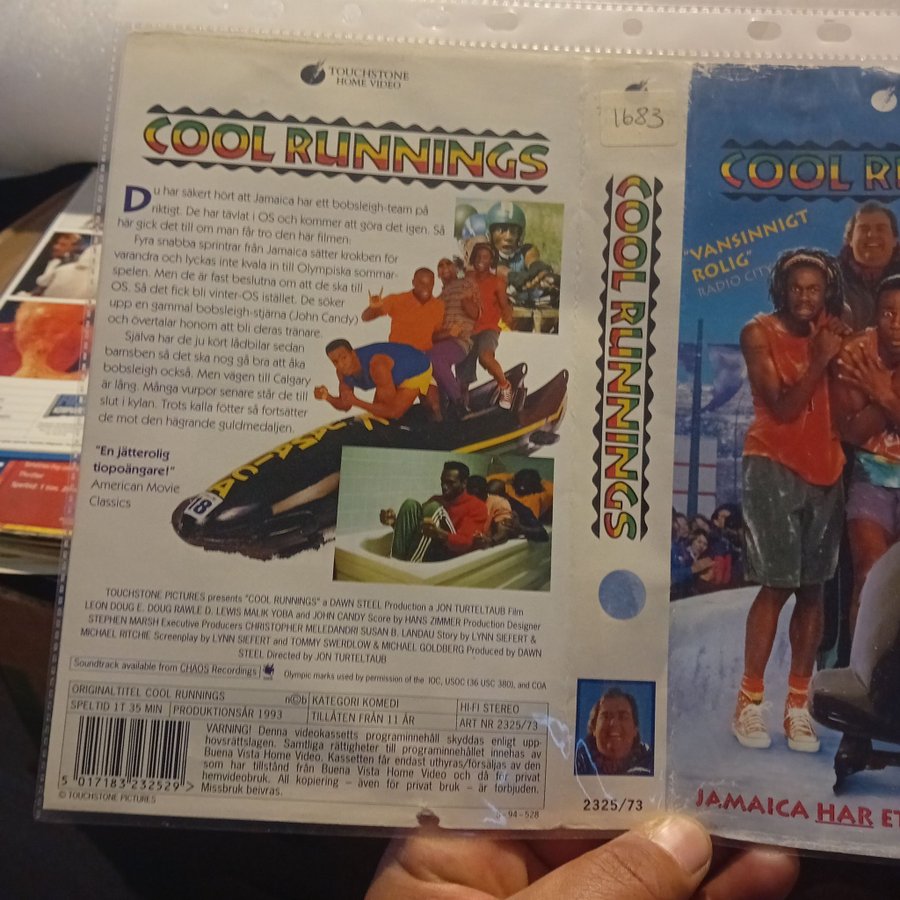 TOUCHSTONE
HOME VIDEO
COOL RUNNINGS
Du har säkert hört att Jamaica har ett bobsleigh-team på
riktigt. De har tävlat i OS och kommer att göra det igen. Så
här gick det till om man får tro den här filmen:
Fyra snabba sprintrar från Jamaica sätter krokben för
varandra och lyckas inte kvala in till Olympiska sommar-
spelen. Men de är fast beslutna om att de ska till
OS. Så det fick bli vinter-OS istället. De söker
upp en gammal bobsleigh-stjärna (John Candy)
och övertalar honom att bli deras tränare.
Själva har de ju kört lådbilar sedan
barnsben så det ska nog gå bra att åka
bobsleigh också. Men vägen till Calgary
är lång. Många vurpor senare står de till
slut i kylan. Trots kalla fötter så fortsätter
de mot den hägrande guldmedaljen.
"En jätterolig
tiopoängare!"
American Movie
Classics
JAMAICA
18
TOUCHSTONE PICTURES presents "COOL RUNNINGS" a DAWN STEEL Production a JON TURTELTAUB Film
LEON DOUG E. DOUG RAWLE D. LEWIS MALIK YOBA and JOHN CANDY Score by HANS ZIMMER Production Designer
STEPHEN MARSH Executive Producers CHRISTOPHER MELEDANDRI SUSAN B. LANDAU Story by LYNN SIEFERT &
MICHAEL RITCHIE Screenplay by LYNN SIEFERT and TOMMY SWERDLOW & MICHAEL GOLDBERG Produced by DAWN
STEEL Directed by JON TURTELTAUB
Soundtrack available from CHAOS Recordings
Olympic marks used by permission of the IOC, USOC (36 USC 380), and COA
ORIGINALTITEL COOL RUNNINGS n©b KATEGORI KOMEDI HI-FI STEREO
SPELTID 1T 35 MIN PRODUKTIONSÅR 1993 TILLÅTEN FRÅN 11 ÅR ART NR 2325/73
VARNING! Denna videokassetts programinnehåll skyddas enligt upp-
hovsrättslagen. Samtliga rättigheter till programinnehållet innehas av
Buena Vista Home Video. Kassetten får endast uthyras/försäljas av den
som har tillstånd från Buena Vista Home Video och då för privat
hemvideobruk. All kopiering – även för privat bruk – är förbjuden.
Missbruk beivras.
5 017183 232529 >
© TOUCHSTONE PICTURES
94-528
1683
COOL RUNNINGS
2325/73
COOL RU
"VANSINNIGT
ROLIG"
RADIO CITY
JAMAICA HAR ET